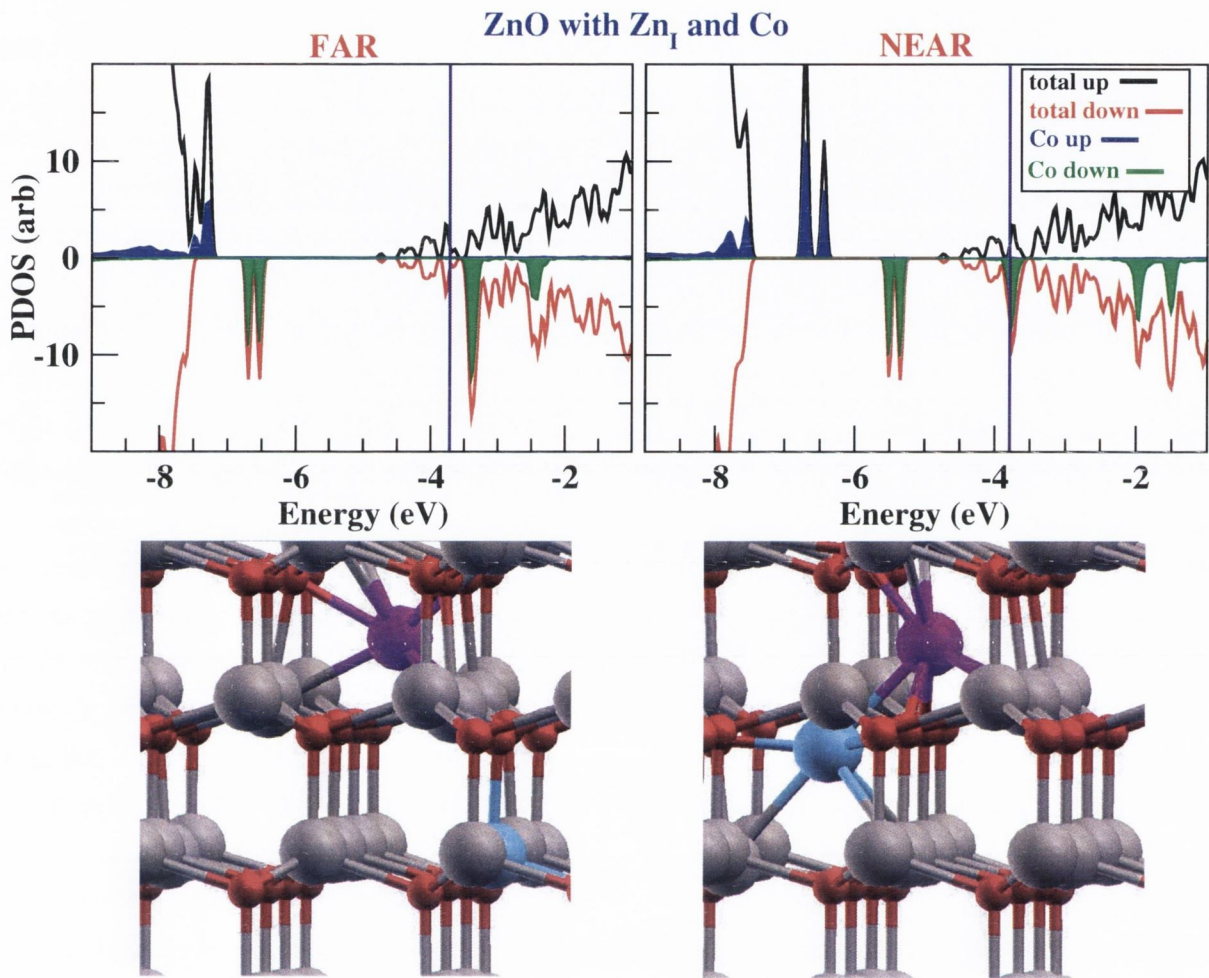 ZnO with Zn_I and Co
FAR
NEAR
total up
total down
Co up
Co down
PDOS (arb)
10
0
-10
-8
-6
-4
-2
-8
-6
-4
-2
Energy (eV)
Energy (eV)